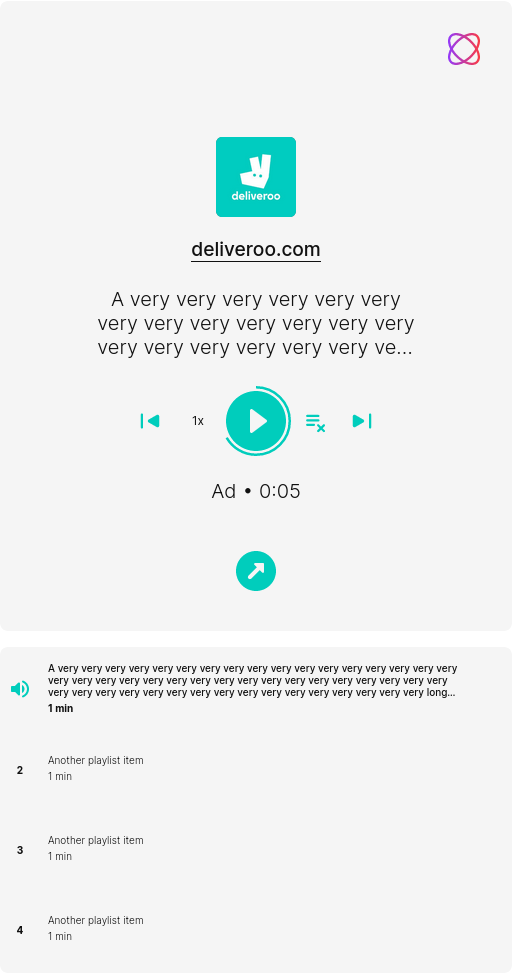 deliveroo
deliveroo.com
A very very very very very very
very very very very very very very
very very very very very very ve...
1x
Ad • 0:05
A very very very very very very very very very very very very very very very very very
very very very very very very very very very very very very very very very very very
very very very very very very very very very very very very very very very very long...
1 min
2
Another playlist item
1 min
3
Another playlist item
1 min
4
Another playlist item
1 min